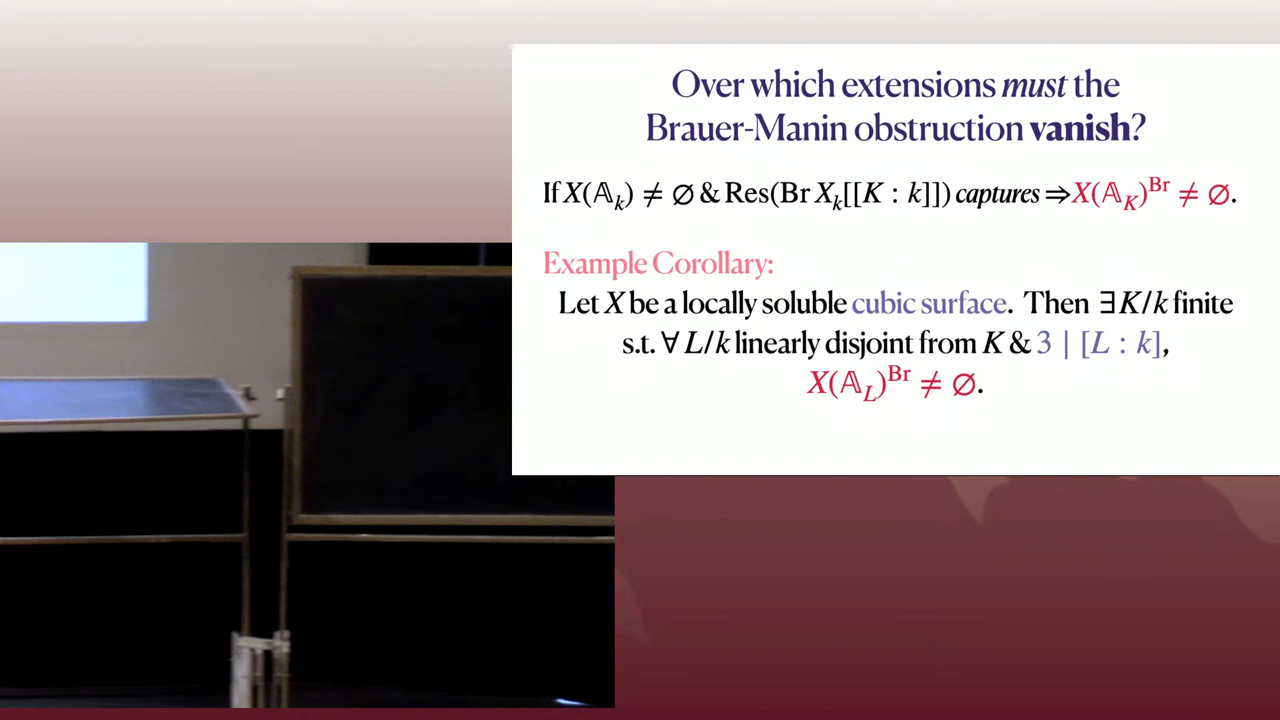 Over which extensions must the
Brauer-Manin obstruction vanish?
If X(𝔸_k) ≠ ∅ & Res(Br X_k[[K : k]]) captures ⇒ X(𝔸_K)^Br ≠ ∅.
Example Corollary:
Let X be a locally soluble cubic surface. Then ∃ K/k finite
s.t. ∀ L/k linearly disjoint from K & 3 | [L : k],
X(𝔸_L)^Br ≠ ∅.